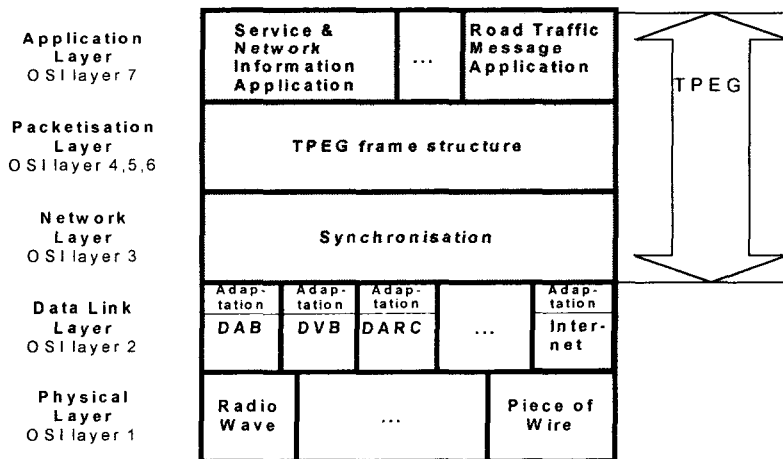 Application
Layer
OSI layer 7
Service &
Network
Information
Application
...
Road Traffic
Message
Application
TPEG
Packetisation
Layer
OSI layer 4,5,6
TPEG frame structure
Network
Layer
OSI layer 3
Synchronisation
Data Link
Layer
OSI layer 2
Adap-
tation
DAB
Adap-
tation
DVB
Adap-
tation
DARC
...
Adap-
tation
Inter-
net
Physical
Layer
OSI layer 1
Radio
Wave
...
Piece of
Wire